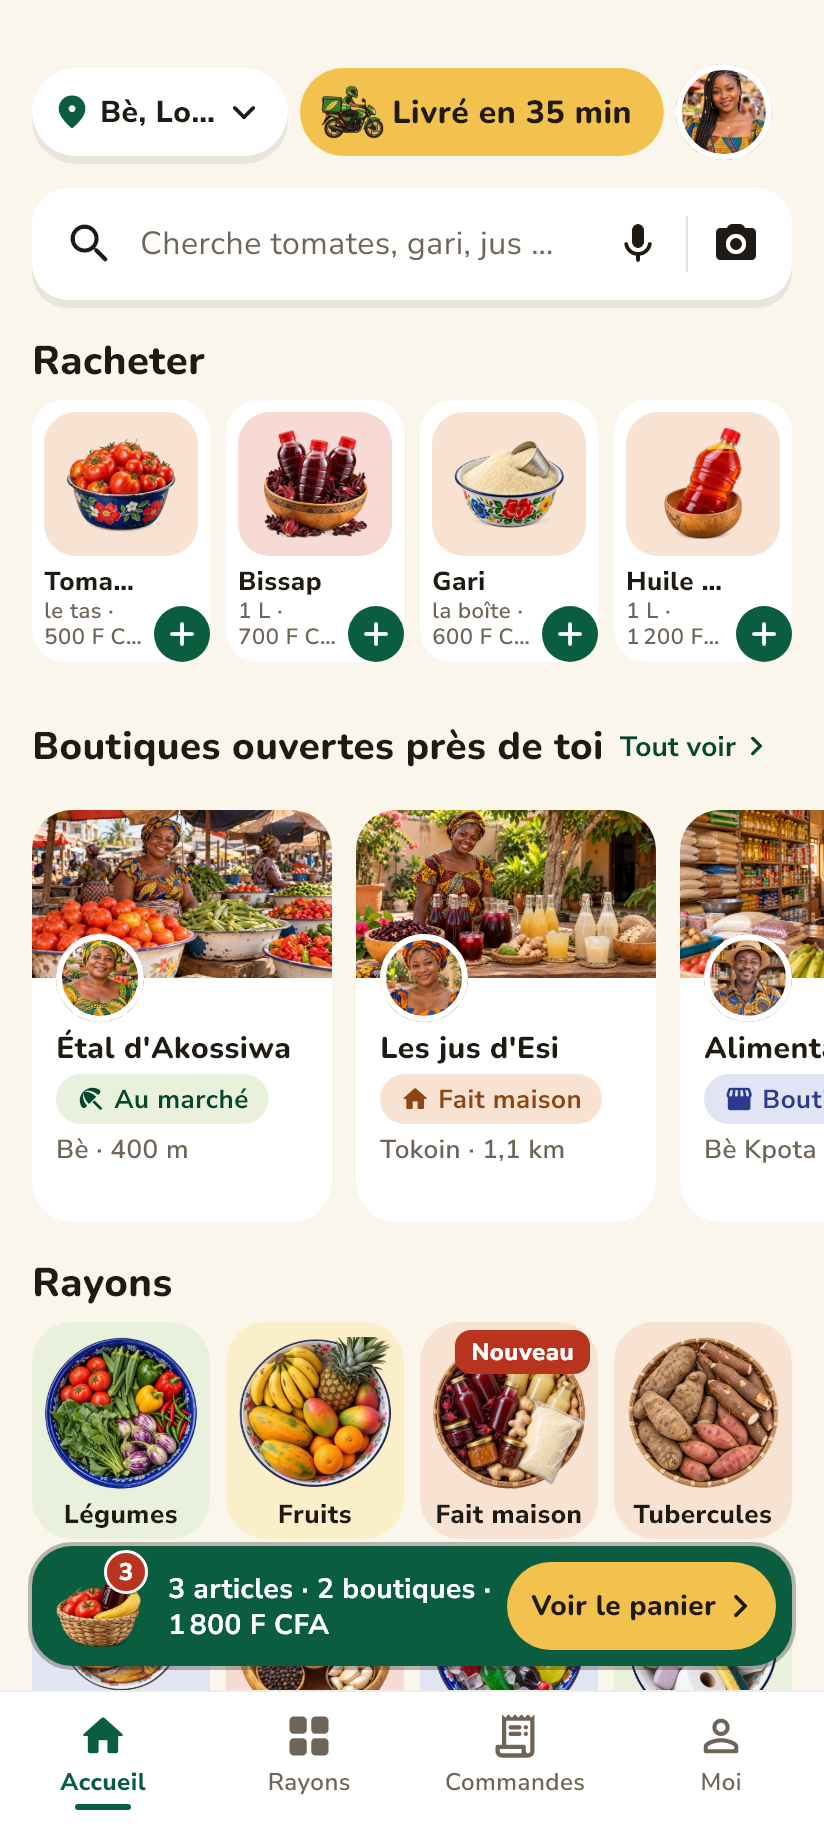 Bè, Lo...
Livré en 35 min
Cherche tomates, gari, jus ...
Racheter
Toma...
le tas ·
500 F C...
Bissap
1 L ·
700 F C...
Gari
la boîte ·
600 F C...
Huile ...
1 L ·
1 200 F...
Boutiques ouvertes près de toi
Tout voir
Étal d'Akossiwa
Au marché
Bè · 400 m
Les jus d'Esi
Fait maison
Tokoin · 1,1 km
Alimenta
Bouti
Bè Kpota
Rayons
Légumes
Fruits
Nouveau
Fait maison
Tubercules
3
3 articles · 2 boutiques ·
1 800 F CFA
Voir le panier
Accueil
Rayons
Commandes
Moi